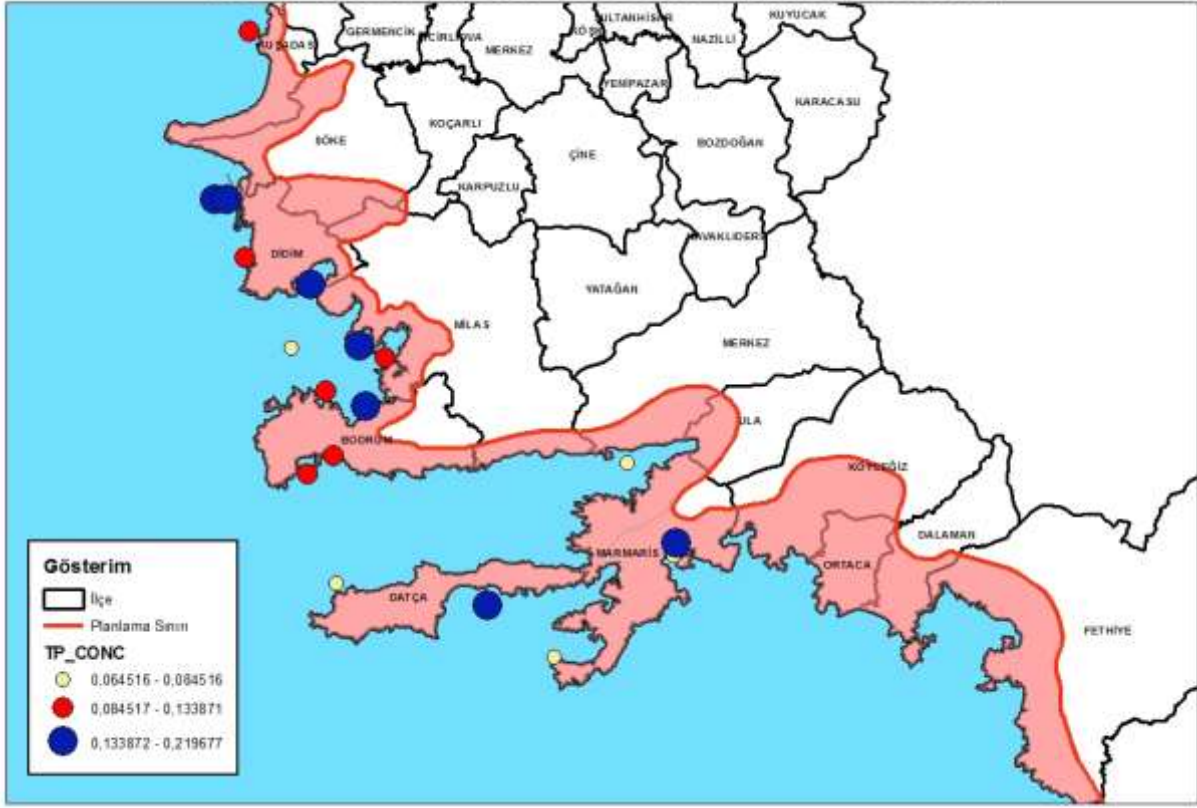 KUYUCAK
SULTANHİSAR
GERMENCİK
İNCİRLİOVA
KÖŞK
NAZİLLİ
KUŞADASI
MERKEZ
YENİPAZAR
KARACASU
KOÇARLI
SÖKE
BOZDOĞAN
ÇİNE
KARPUZLU
KAVAKLIDERE
DİDİM
YATAĞAN
MİLAS
MERKEZ
ULA
BODRUM
KÖYCEĞİZ
DALAMAN
MARMARİS
ORTACA
DATÇA
FETHİYE
Gösterim
İlçe
Planlama Sınırı
TP_CONC
0,064516 - 0,084516
0,084517 - 0,133871
0,133872 - 0,219677